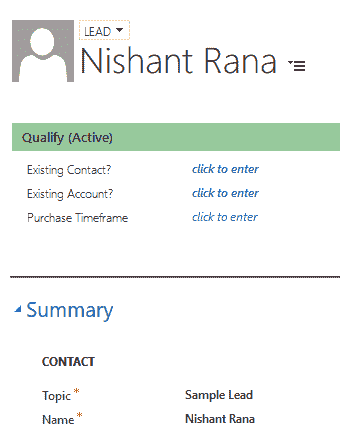 LEAD
Nishant Rana
Qualify (Active)
Existing Contact? click to enter
Existing Account? click to enter
Purchase Timeframe click to enter
Summary
CONTACT
Topic * Sample Lead
Name * Nishant Rana